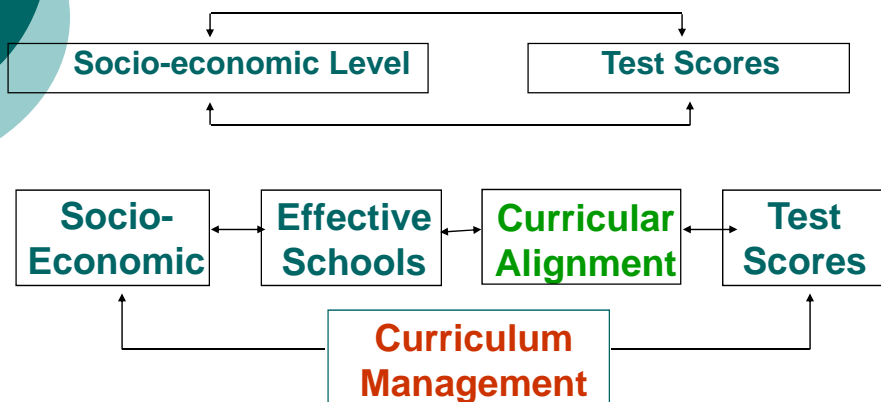 Socio-economic Level
Test Scores
Socio-
Economic
Effective
Schools
Curricular
Alignment
Test
Scores
Curriculum
Management